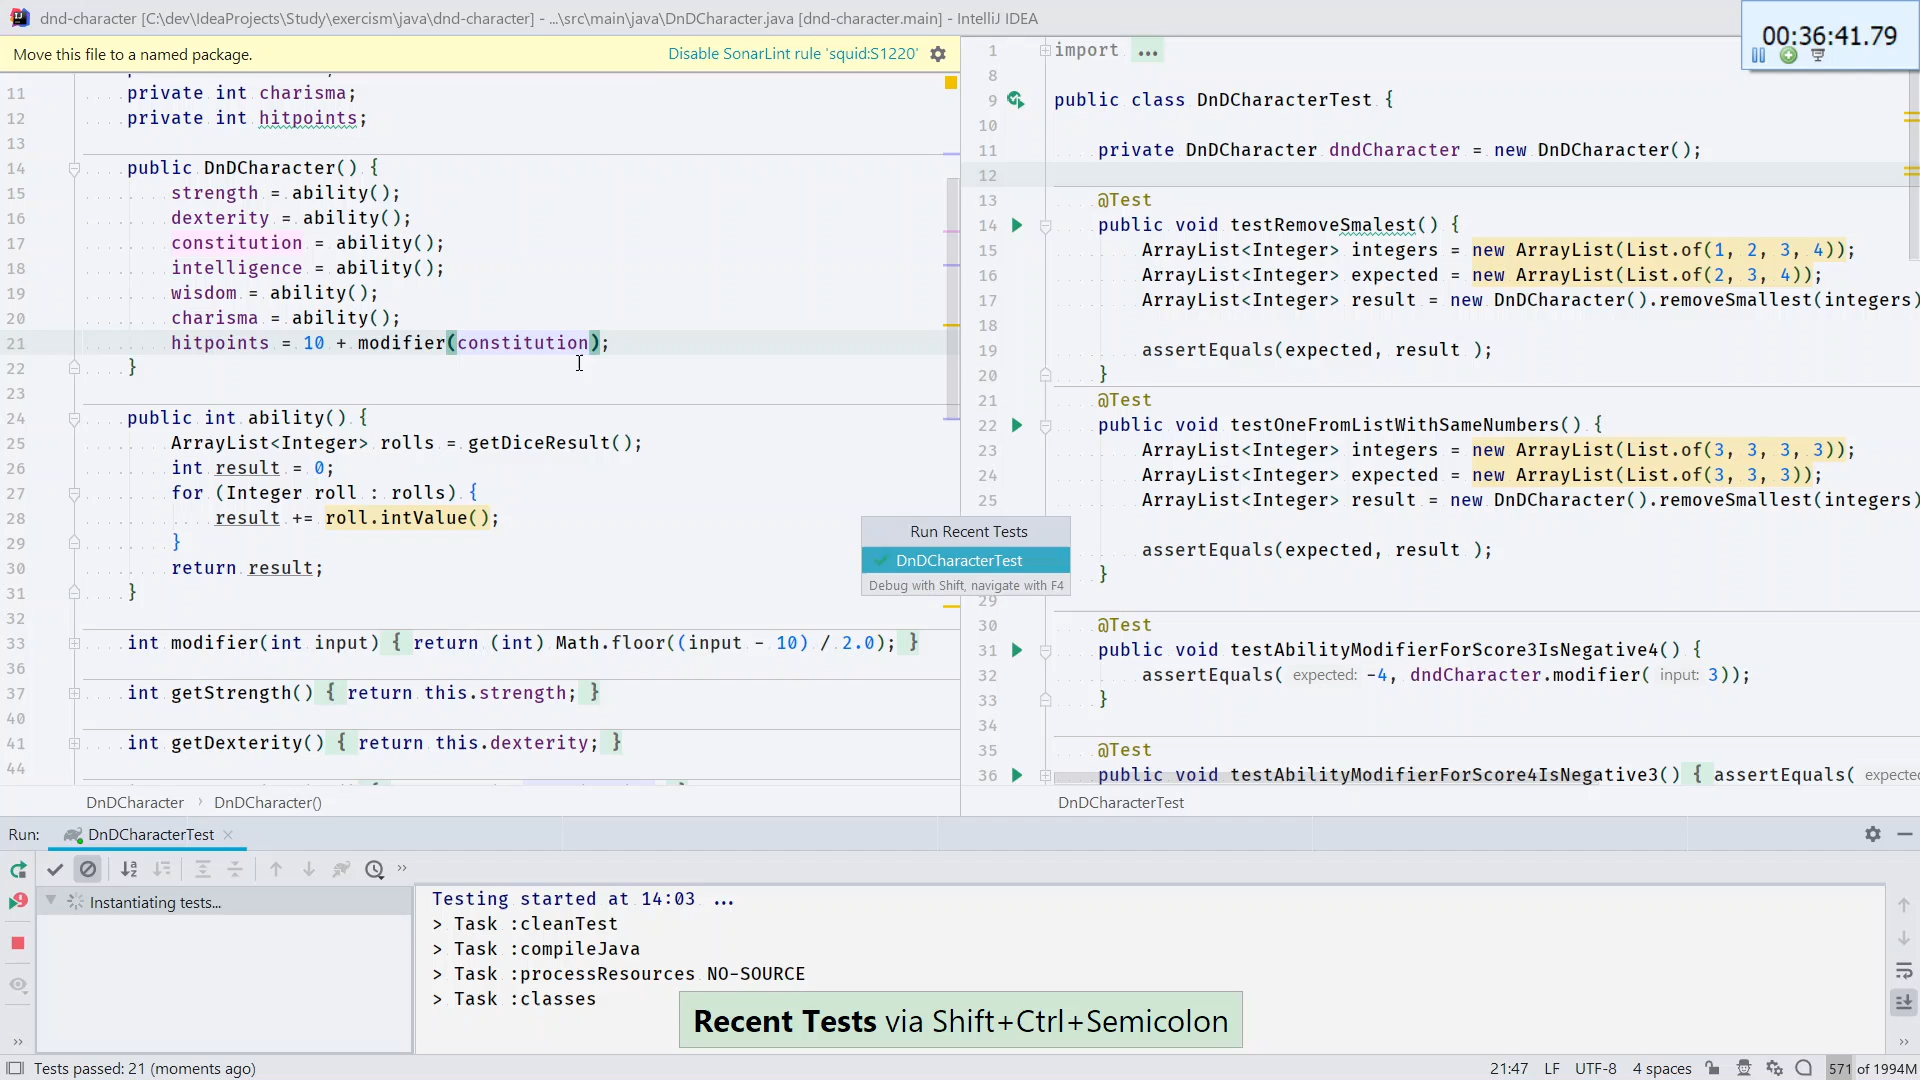 dnd-character [C:\dev\IdeaProjects\Study\exercism\java\dnd-character] - ...\src\main\java\DnDCharacter.java [dnd-character.main] - IntelliJ IDEA
00:36:41.79
Move this file to a named package.
Disable SonarLint rule 'squid:S1220'
11 private int charisma;
12 private int hitpoints;
13
14 public DnDCharacter() {
15 strength = ability();
16 dexterity = ability();
17 constitution = ability();
18 intelligence = ability();
19 wisdom = ability();
20 charisma = ability();
21 hitpoints = 10 + modifier(constitution);
22 }
23
24 public int ability() {
25 ArrayList<Integer> rolls = getDiceResult();
26 int result = 0;
27 for (Integer roll : rolls) {
28 result += roll.intValue();
29 }
30 return result;
31 }
32
33 int modifier(int input) { return (int) Math.floor((input - 10) / 2.0); }
36
37 int getStrength() { return this.strength; }
40
41 int getDexterity() { return this.dexterity; }
44
DnDCharacter › DnDCharacter()
1 import ...
8
9 public class DnDCharacterTest {
10
11 private DnDCharacter dndCharacter = new DnDCharacter();
12
13 @Test
14 public void testRemoveSmalest() {
15 ArrayList<Integer> integers = new ArrayList(List.of(1, 2, 3, 4));
16 ArrayList<Integer> expected = new ArrayList(List.of(2, 3, 4));
17 ArrayList<Integer> result = new DnDCharacter().removeSmallest(integers)
18
19 assertEquals(expected, result );
20 }
21 @Test
22 public void testOneFromListWithSameNumbers() {
23 ArrayList<Integer> integers = new ArrayList(List.of(3, 3, 3, 3));
24 ArrayList<Integer> expected = new ArrayList(List.of(3, 3, 3));
25 ArrayList<Integer> result = new DnDCharacter().removeSmallest(integers)
assertEquals(expected, result );
}
29
30 @Test
31 public void testAbilityModifierForScore3IsNegative4() {
32 assertEquals( expected: -4, dndCharacter.modifier( input: 3));
33 }
34
35 @Test
36 public void testAbilityModifierForScore4IsNegative3() { assertEquals( expected
DnDCharacterTest
Run Recent Tests
DnDCharacterTest
Debug with Shift, navigate with F4
Run: DnDCharacterTest
Instantiating tests...
Testing started at 14:03 ...
> Task :cleanTest
> Task :compileJava
> Task :processResources NO-SOURCE
> Task :classes
Recent Tests via Shift+Ctrl+Semicolon
Tests passed: 21 (moments ago)
21:47 LF UTF-8 4 spaces 571 of 1994M